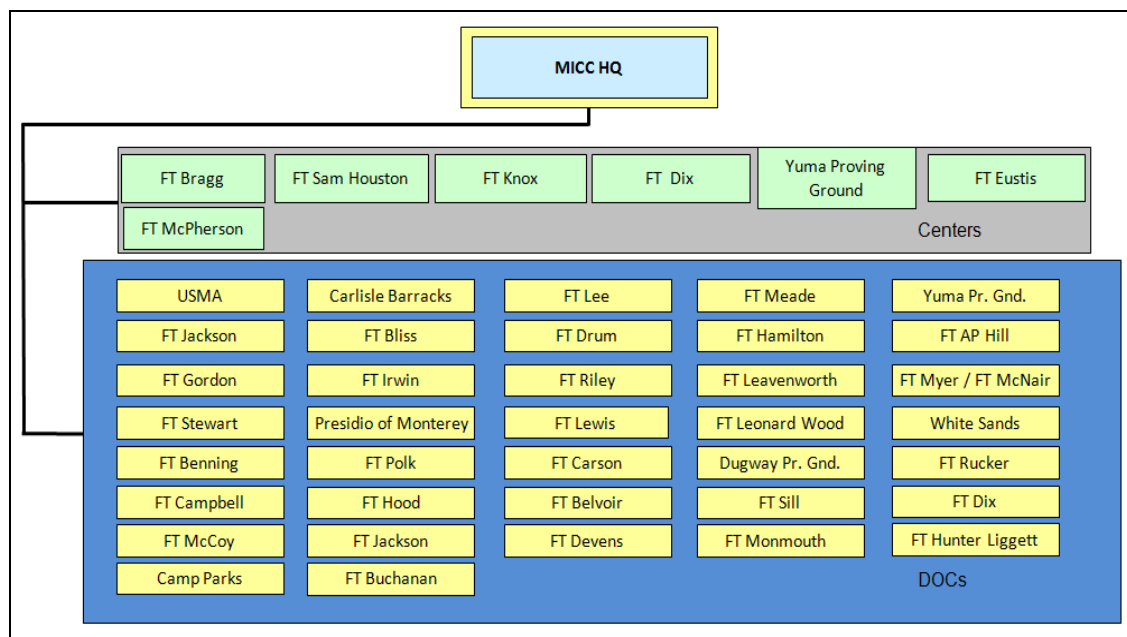 MICC HQ
FT Bragg
FT Sam Houston
FT Knox
FT Dix
Yuma Proving
Ground
FT Eustis
FT McPherson
Centers
USMA
Carlisle Barracks
FT Lee
FT Meade
Yuma Pr. Gnd.
FT Jackson
FT Bliss
FT Drum
FT Hamilton
FT AP Hill
FT Gordon
FT Irwin
FT Riley
FT Leavenworth
FT Myer / FT McNair
FT Stewart
Presidio of Monterey
FT Lewis
FT Leonard Wood
White Sands
FT Benning
FT Polk
FT Carson
Dugway Pr. Gnd.
FT Rucker
FT Campbell
FT Hood
FT Belvoir
FT Sill
FT Dix
FT McCoy
FT Jackson
FT Devens
FT Monmouth
FT Hunter Liggett
Camp Parks
FT Buchanan
DOCs